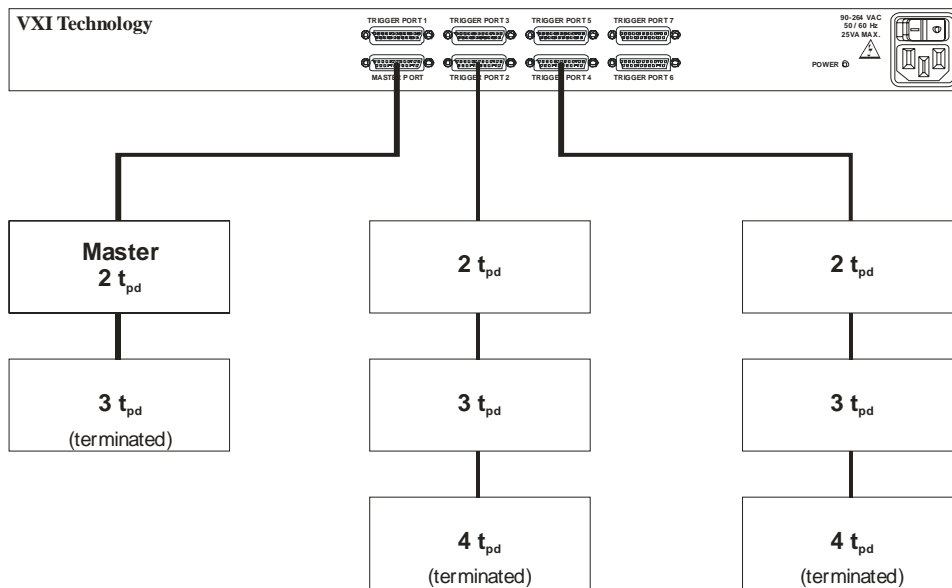 VXI Technology
TRIGGER PORT 1 TRIGGER PORT 3 TRIGGER PORT 5 TRIGGER PORT 7
MASTER PORT TRIGGER PORT 2 TRIGGER PORT 4 TRIGGER PORT 6
90-264 VAC
50 / 60 Hz
25VA MAX.
POWER
Master
2 tpd
2 tpd
2 tpd
3 tpd
(terminated)
3 tpd
3 tpd
4 tpd
(terminated)
4 tpd
(terminated)